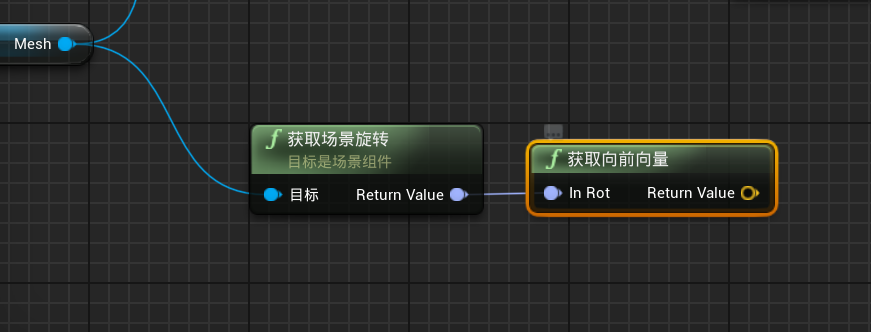 Mesh
获取场景旋转
目标是场景组件
目标 Return Value
获取向前向量
In Rot Return Value